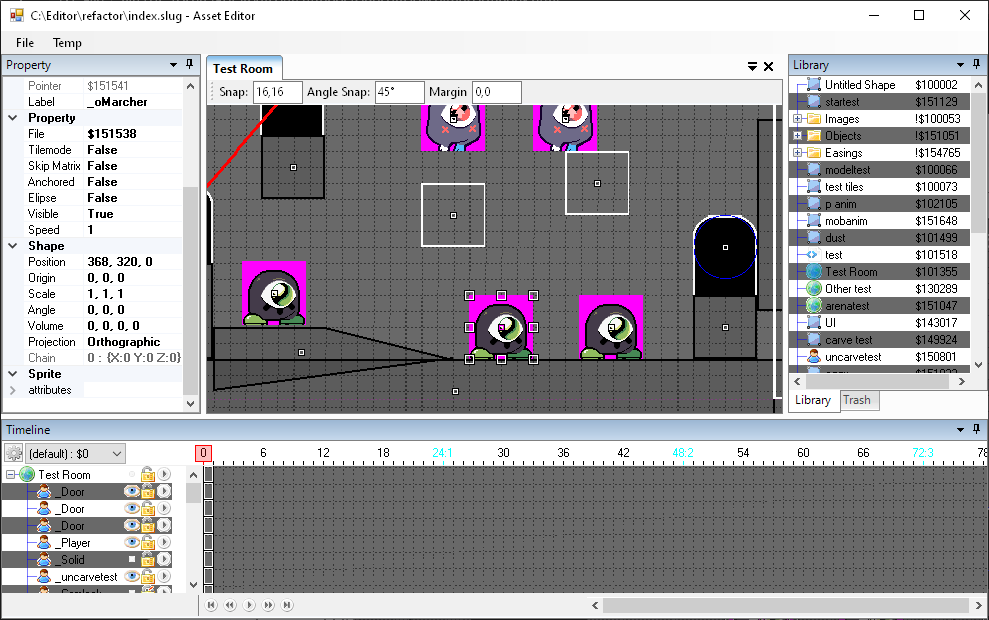 C:\Editor\refactor\index.slug - Asset Editor
File Temp
Property
Pointer $151541
Label _oMarcher
Property
File $151538
Tilemode False
Skip Matrix False
Anchored False
Elipse False
Visible True
Speed 1
Shape
Position 368, 320, 0
Origin 0, 0, 0
Scale 1, 1, 1
Angle 0, 0, 0
Volume 0, 0, 0, 0
Projection Orthographic
Chain 0 : {X:0 Y:0 Z:0}
Sprite
attributes
Test Room
Snap: 16,16 Angle Snap: 45° Margin 0,0
Library
Untitled Shape $100002
startest $151129
Images !$100053
Objects !$151051
Easings !$154765
modeltest $100066
test tiles $100073
p anim $102105
mobanim $151648
dust $101499
test $101518
Test Room $101355
Other test $130289
arenatest $151047
UI $143017
carve test $149924
uncarvetest $150801
Library Trash
Timeline
(default) : $0
0 6 12 18 24:1 30 36 42 48:2 54 60 66 72:3 78
Test Room
_Door
_Door
_Door
_Player
_Solid
_uncarvetest